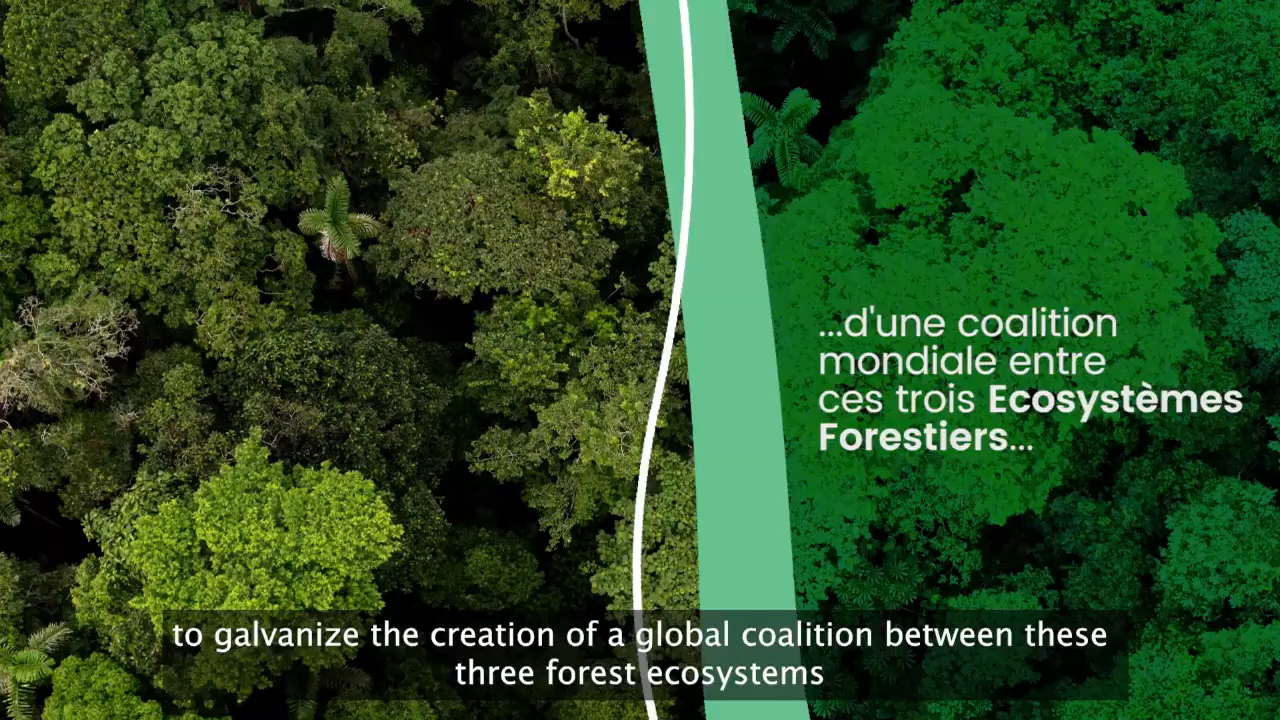 ...d'une coalition
mondiale entre
ces trois Ecosystèmes
Forestiers...
to galvanize the creation of a global coalition between these
three forest ecosystems